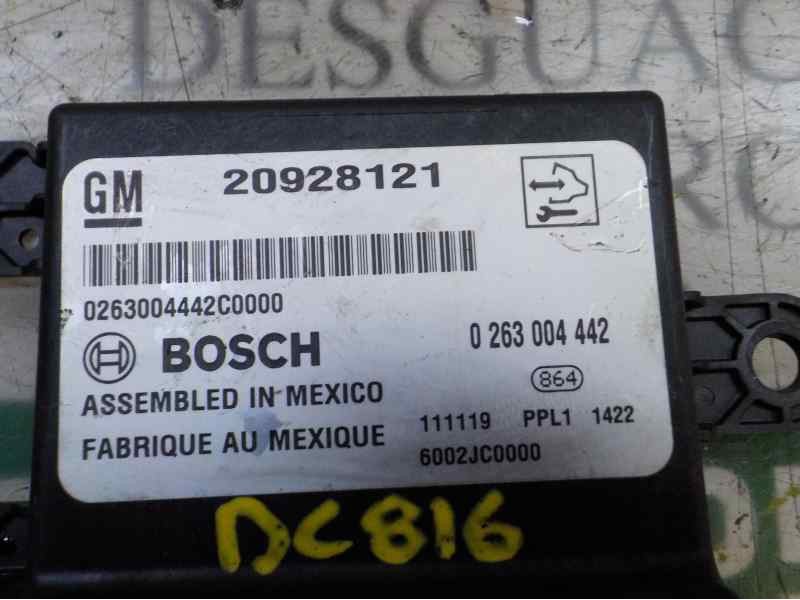 DESGUAC
GM 20928121
0263004442C0000
BOSCH 0 263 004 442
864
ASSEMBLED IN MEXICO
111119 PPL1 1422
FABRIQUE AU MEXIQUE
6002JC0000
DC816